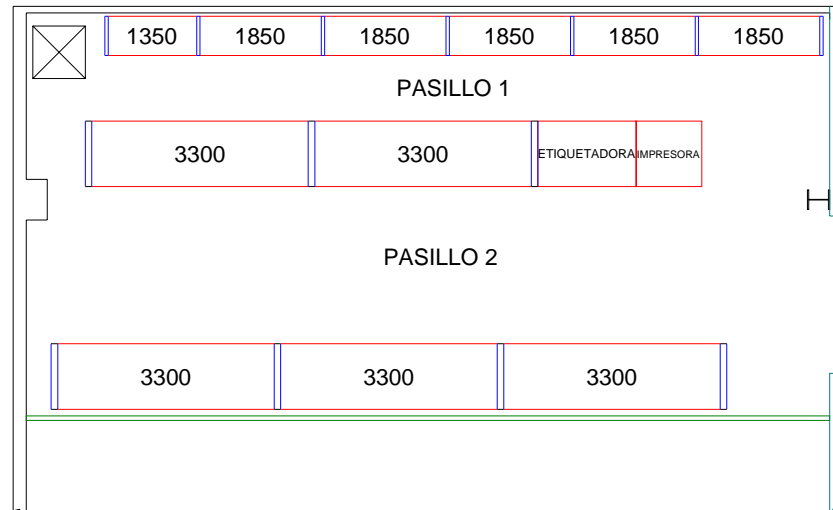 1350 1850 1850 1850 1850 1850
PASILLO 1
3300 3300 ETIQUETADORA IMPRESORA
PASILLO 2
3300 3300 3300